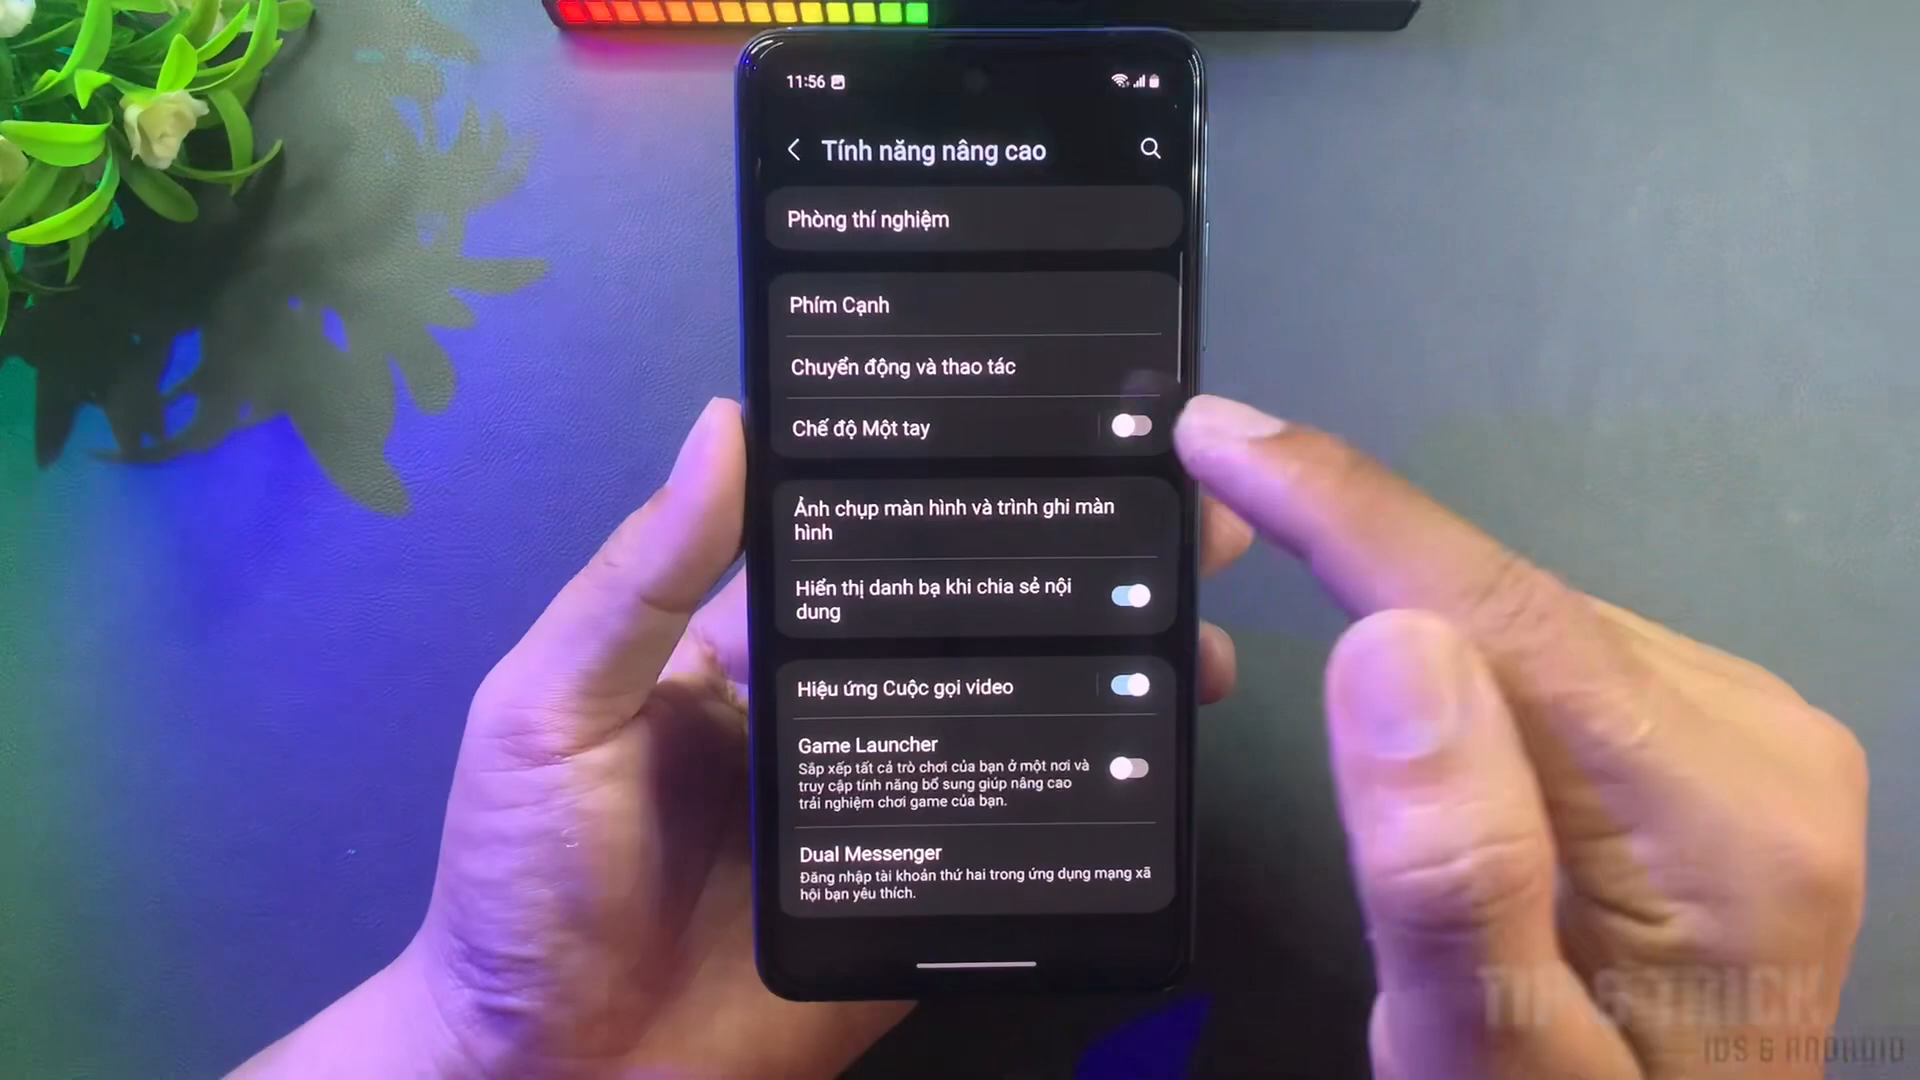 11:56
Tính năng nâng cao
Phòng thí nghiệm
Phím Cạnh
Chuyển động và thao tác
Chế độ Một tay
Ảnh chụp màn hình và trình ghi màn
hình
Hiển thị danh bạ khi chia sẻ nội
dung
Hiệu ứng Cuộc gọi video
Game Launcher
Sắp xếp tất cả trò chơi của bạn ở một nơi và
truy cập tính năng bổ sung giúp nâng cao
trải nghiệm chơi game của bạn.
Dual Messenger
Đăng nhập tài khoản thứ hai trong ứng dụng mạng xã
hội bạn yêu thích.
TIP & TRICK
IOS & ANDROID